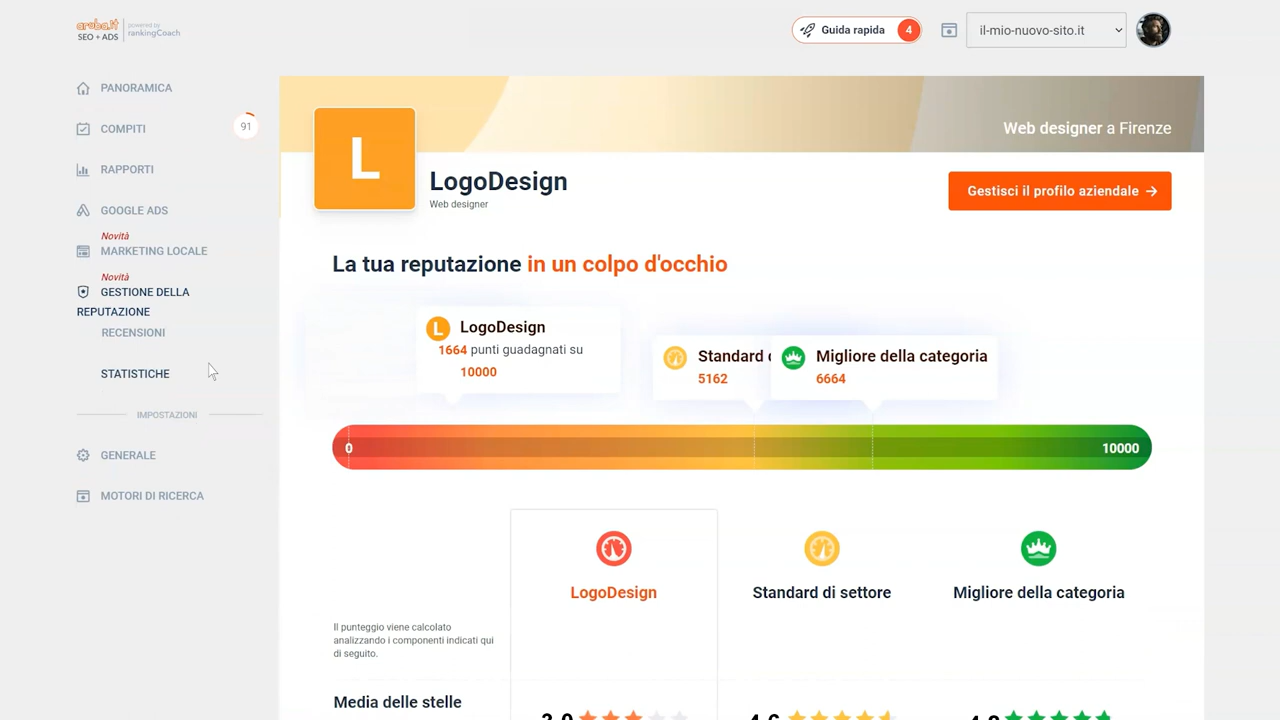 aruba.it
SEO + ADS
powered by
rankingCoach
Guida rapida
4
il-mio-nuovo-sito.it
PANORAMICA
COMPITI
91
RAPPORTI
GOOGLE ADS
Novità
MARKETING LOCALE
Novità
GESTIONE DELLA
REPUTAZIONE
RECENSIONI
STATISTICHE
IMPOSTAZIONI
GENERALE
MOTORI DI RICERCA
Web designer a Firenze
L
LogoDesign
Web designer
Gestisci il profilo aziendale
La tua reputazione in un colpo d'occhio
L
LogoDesign
1664 punti guadagnati su
10000
Standard
5162
Migliore della categoria
6664
0
10000
LogoDesign
Standard di settore
Migliore della categoria
Il punteggio viene calcolato
analizzando i componenti indicati qui
di seguito.
Media delle stelle